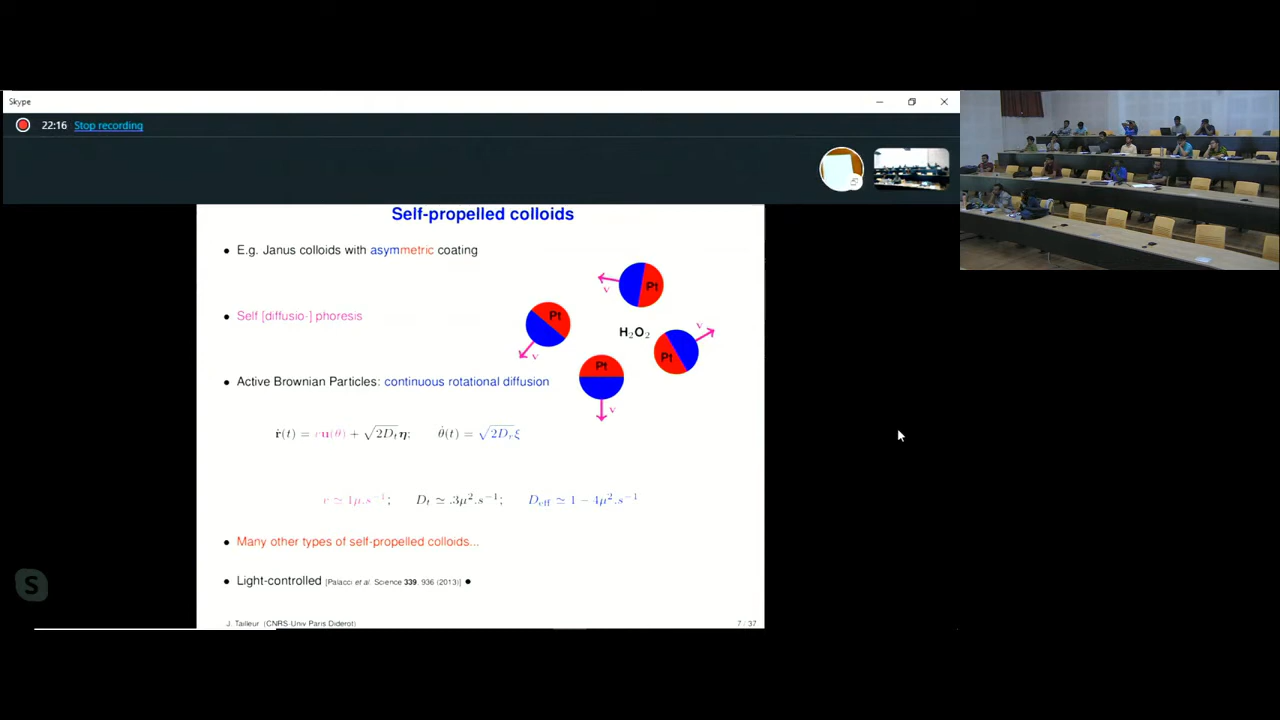 Skype
22:16 Stop recording
Self-propelled colloids
• E.g. Janus colloids with asymmetric coating
Pt
v
• Self [diffusio-] phoresis
Pt
H₂O₂
v
v
Pt
Pt
• Active Brownian Particles: continuous rotational diffusion
v
ṙ(t) = vu(θ) + √2Dₜη; θ̇(t) = √2Dᵣξ
v ≃ 1μ.s⁻¹; Dₜ ≃ .3μ².s⁻¹; D_eff ≃ 1 − 4μ².s⁻¹
• Many other types of self-propelled colloids...
• Light-controlled [Palacci et al. Science 339, 936 (2013)] •
S
J. Tailleur (CNRS-Univ Paris Diderot) 7 / 37